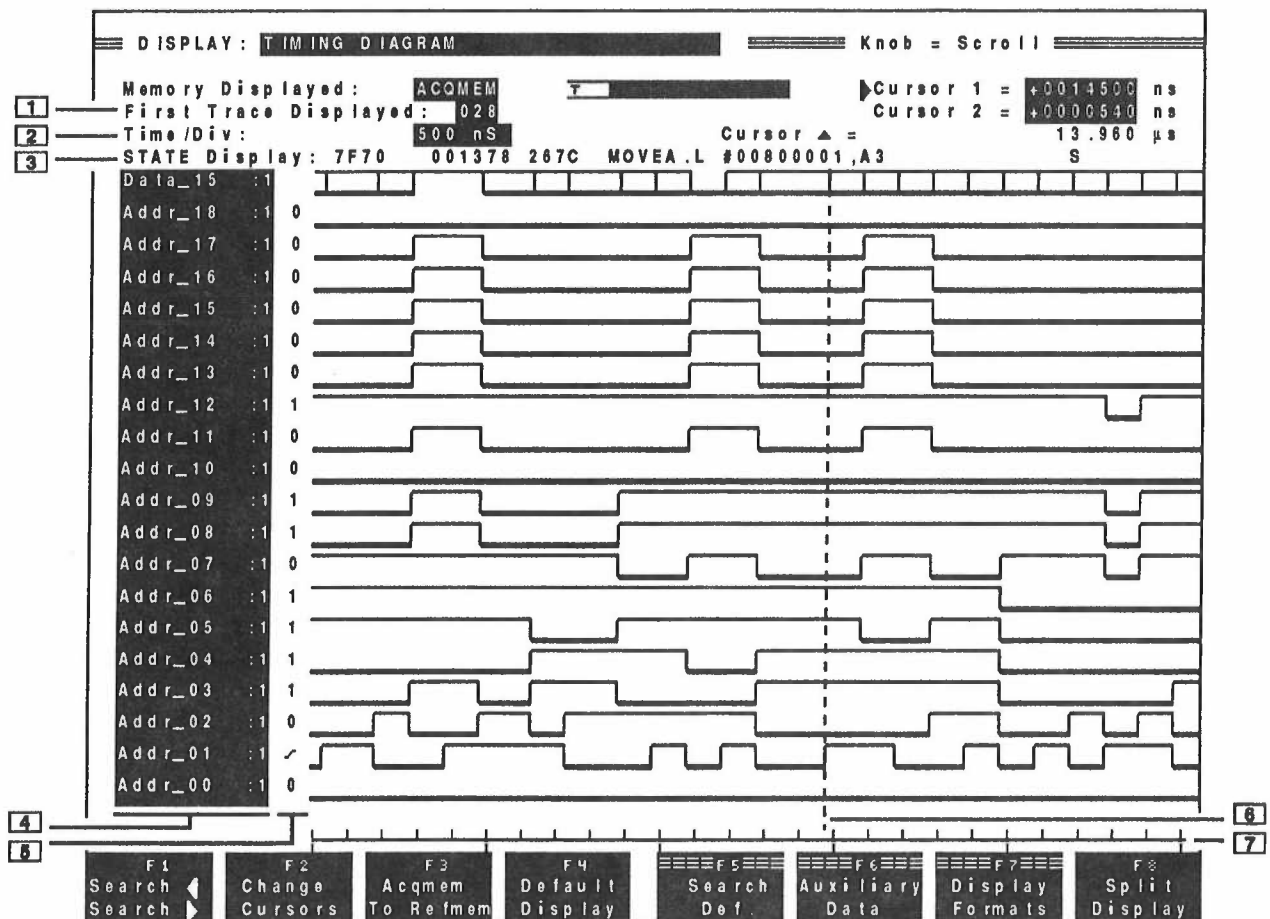 DISPLAY: TIMING DIAGRAM Knob = Scroll
Memory Displayed: ACQMEM T Cursor 1 = +0014500 ns
1 First Trace Displayed: 028 Cursor 2 = +0000540 ns
2 Time/Div: 500 nS Cursor ▲ = 13.960 µs
3 STATE Display: 7F70 001378 267C MOVEA.L #00800001,A3 S
Data_15 :1
Addr_18 :1 0
Addr_17 :1 0
Addr_16 :1 0
Addr_15 :1 0
Addr_14 :1 0
Addr_13 :1 0
Addr_12 :1 1
Addr_11 :1 0
Addr_10 :1 0
Addr_09 :1 1
Addr_08 :1 1
Addr_07 :1 0
Addr_06 :1 1
Addr_05 :1 1
Addr_04 :1 1
Addr_03 :1 1
Addr_02 :1 0
Addr_01 :1
Addr_00 :1 0
4 6
5 7
F1 F2 F3 F4 F5 F6 F7 F8
Search Change Acqmem Default Search Auxiliary Display Split
Search Cursors To Refmem Display Def. Data Formats Display